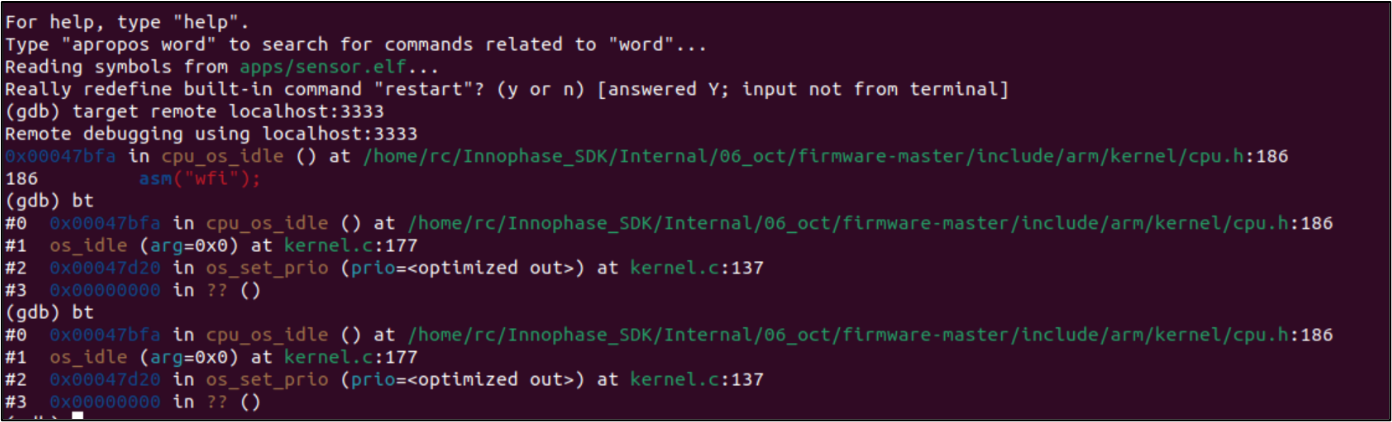 For help, type "help".
Type "apropos word" to search for commands related to "word"...
Reading symbols from apps/sensor.elf...
Really redefine built-in command "restart"? (y or n) [answered Y; input not from terminal]
(gdb) target remote localhost:3333
Remote debugging using localhost:3333
0x00047bfa in cpu_os_idle () at /home/rc/Innophase_SDK/Internal/06_oct/firmware-master/include/arm/kernel/cpu.h:186
186 asm("wfi");
(gdb) bt
#0 0x00047bfa in cpu_os_idle () at /home/rc/Innophase_SDK/Internal/06_oct/firmware-master/include/arm/kernel/cpu.h:186
#1 os_idle (arg=0x0) at kernel.c:177
#2 0x00047d20 in os_set_prio (prio=<optimized out>) at kernel.c:137
#3 0x00000000 in ?? ()
(gdb) bt
#0 0x00047bfa in cpu_os_idle () at /home/rc/Innophase_SDK/Internal/06_oct/firmware-master/include/arm/kernel/cpu.h:186
#1 os_idle (arg=0x0) at kernel.c:177
#2 0x00047d20 in os_set_prio (prio=<optimized out>) at kernel.c:137
#3 0x00000000 in ?? ()